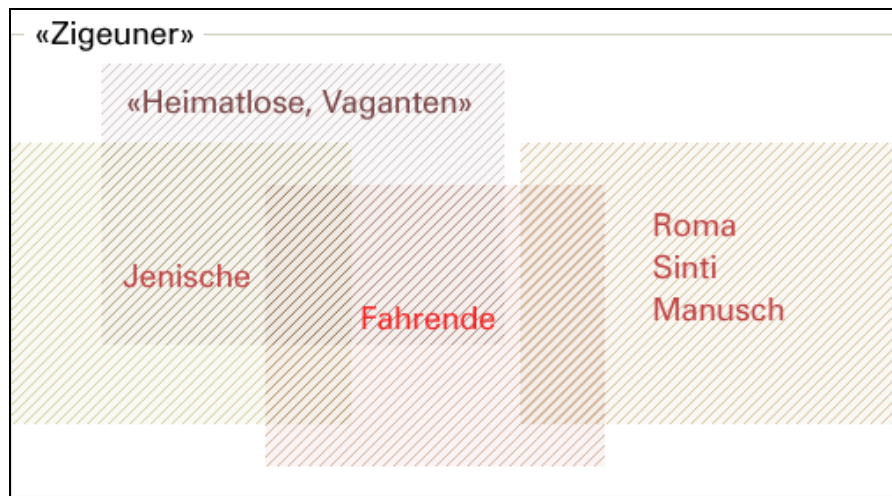 «Zigeuner»
«Heimatlose, Vaganten»
Jenische
Fahrende
Roma
Sinti
Manusch